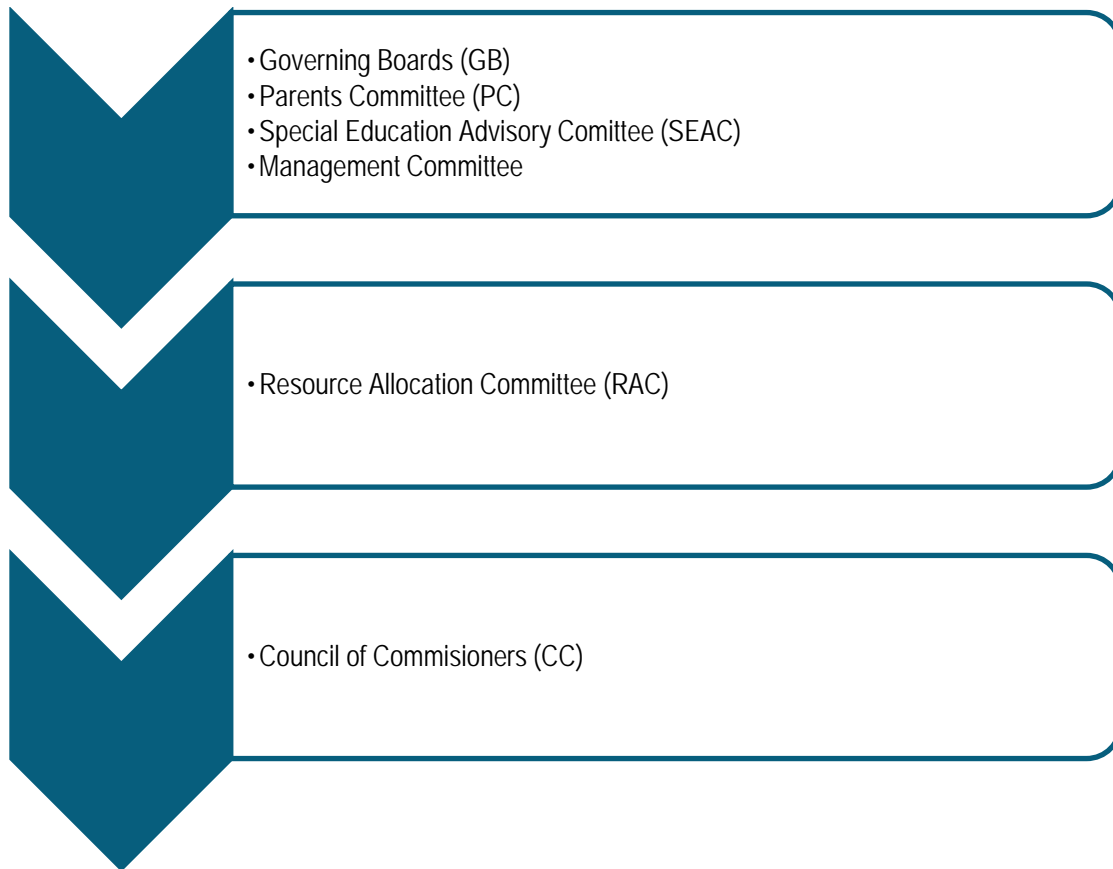 •Governing Boards (GB)
•Parents Committee (PC)
•Special Education Advisory Comittee (SEAC)
•Management Committee
•Resource Allocation Committee (RAC)
•Council of Commisioners (CC)